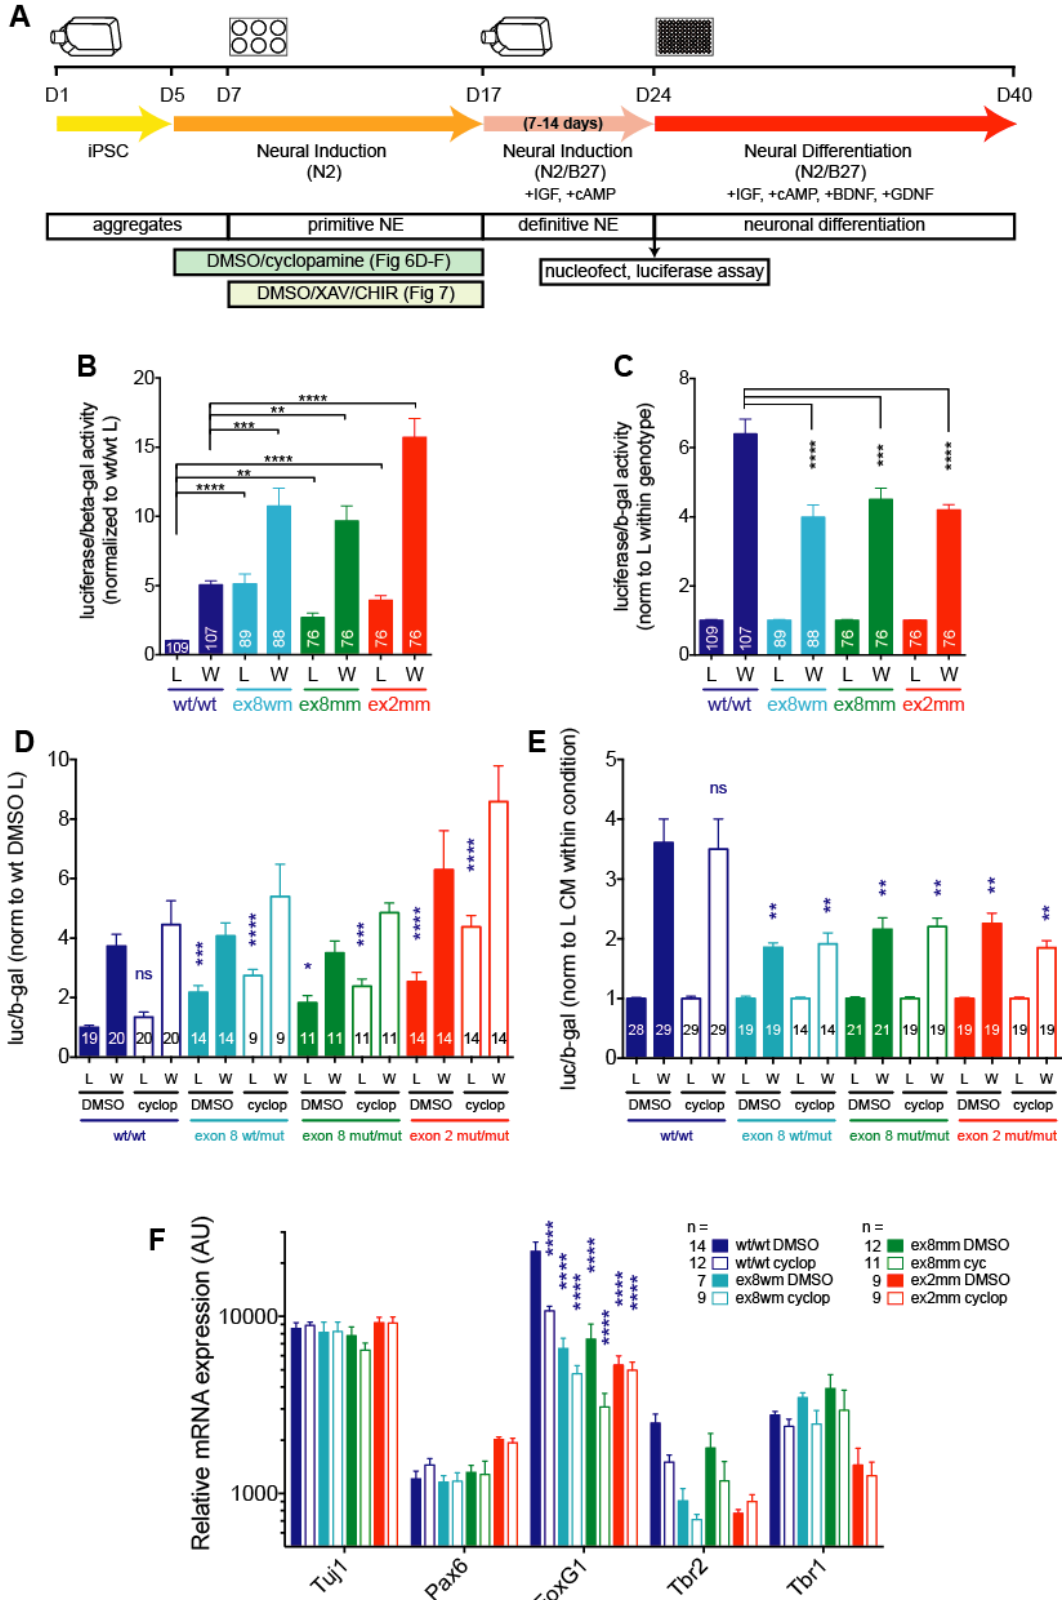 A
D1 D5 D7 D17 D24 D40
(7-14 days)
iPSC Neural Induction Neural Induction Neural Differentiation
(N2) (N2/B27) (N2/B27)
+IGF, +cAMP +IGF, +cAMP, +BDNF, +GDNF
aggregates primitive NE definitive NE neuronal differentiation
DMSO/cyclopamine (Fig 6D-F)
nucleofect, luciferase assay
DMSO/XAV/CHIR (Fig 7)
B
luciferase/beta-gal activity
(normalized to wt/wt L)
20
15
10
5
0
****
**
***
****
**
****
109 107 89 88 76 76 76 76
L W L W L W L W
wt/wt ex8wm ex8mm ex2mm
C
luciferase/b-gal activity
(norm to L within genotype)
8
6
4
2
0
**** *** ****
109 107 89 88 76 76 76 76
L W L W L W L W
wt/wt ex8wm ex8mm ex2mm
D
luc/b-gal (norm to wt DMSO L)
10
8
6
4
2
0
ns *** **** * *** **** ****
19 20 20 20 14 14 9 9 11 11 11 11 14 14 14 14
L W L W L W L W L W L W L W L W
DMSO cyclop DMSO cyclop DMSO cyclop DMSO cyclop
wt/wt exon 8 wt/mut exon 8 mut/mut exon 2 mut/mut
E
luc/b-gal (norm to L CM within condition)
5
4
3
2
1
0
ns ** ** ** ** ** **
28 29 29 29 19 19 14 14 21 21 19 19 19 19 19 19
L W L W L W L W L W L W L W L W
DMSO cyclop DMSO cyclop DMSO cyclop DMSO cyclop
wt/wt exon 8 wt/mut exon 8 mut/mut exon 2 mut/mut
F
Relative mRNA expression (AU)
10000
1000
**** **** **** **** **** **** ****
n = n =
14 wt/wt DMSO 12 ex8mm DMSO
12 wt/wt cyclop 11 ex8mm cyc
7 ex8wm DMSO 9 ex2mm DMSO
9 ex8wm cyclop 9 ex2mm cyclop
Tuj1 Pax6 FoxG1 Tbr2 Tbr1